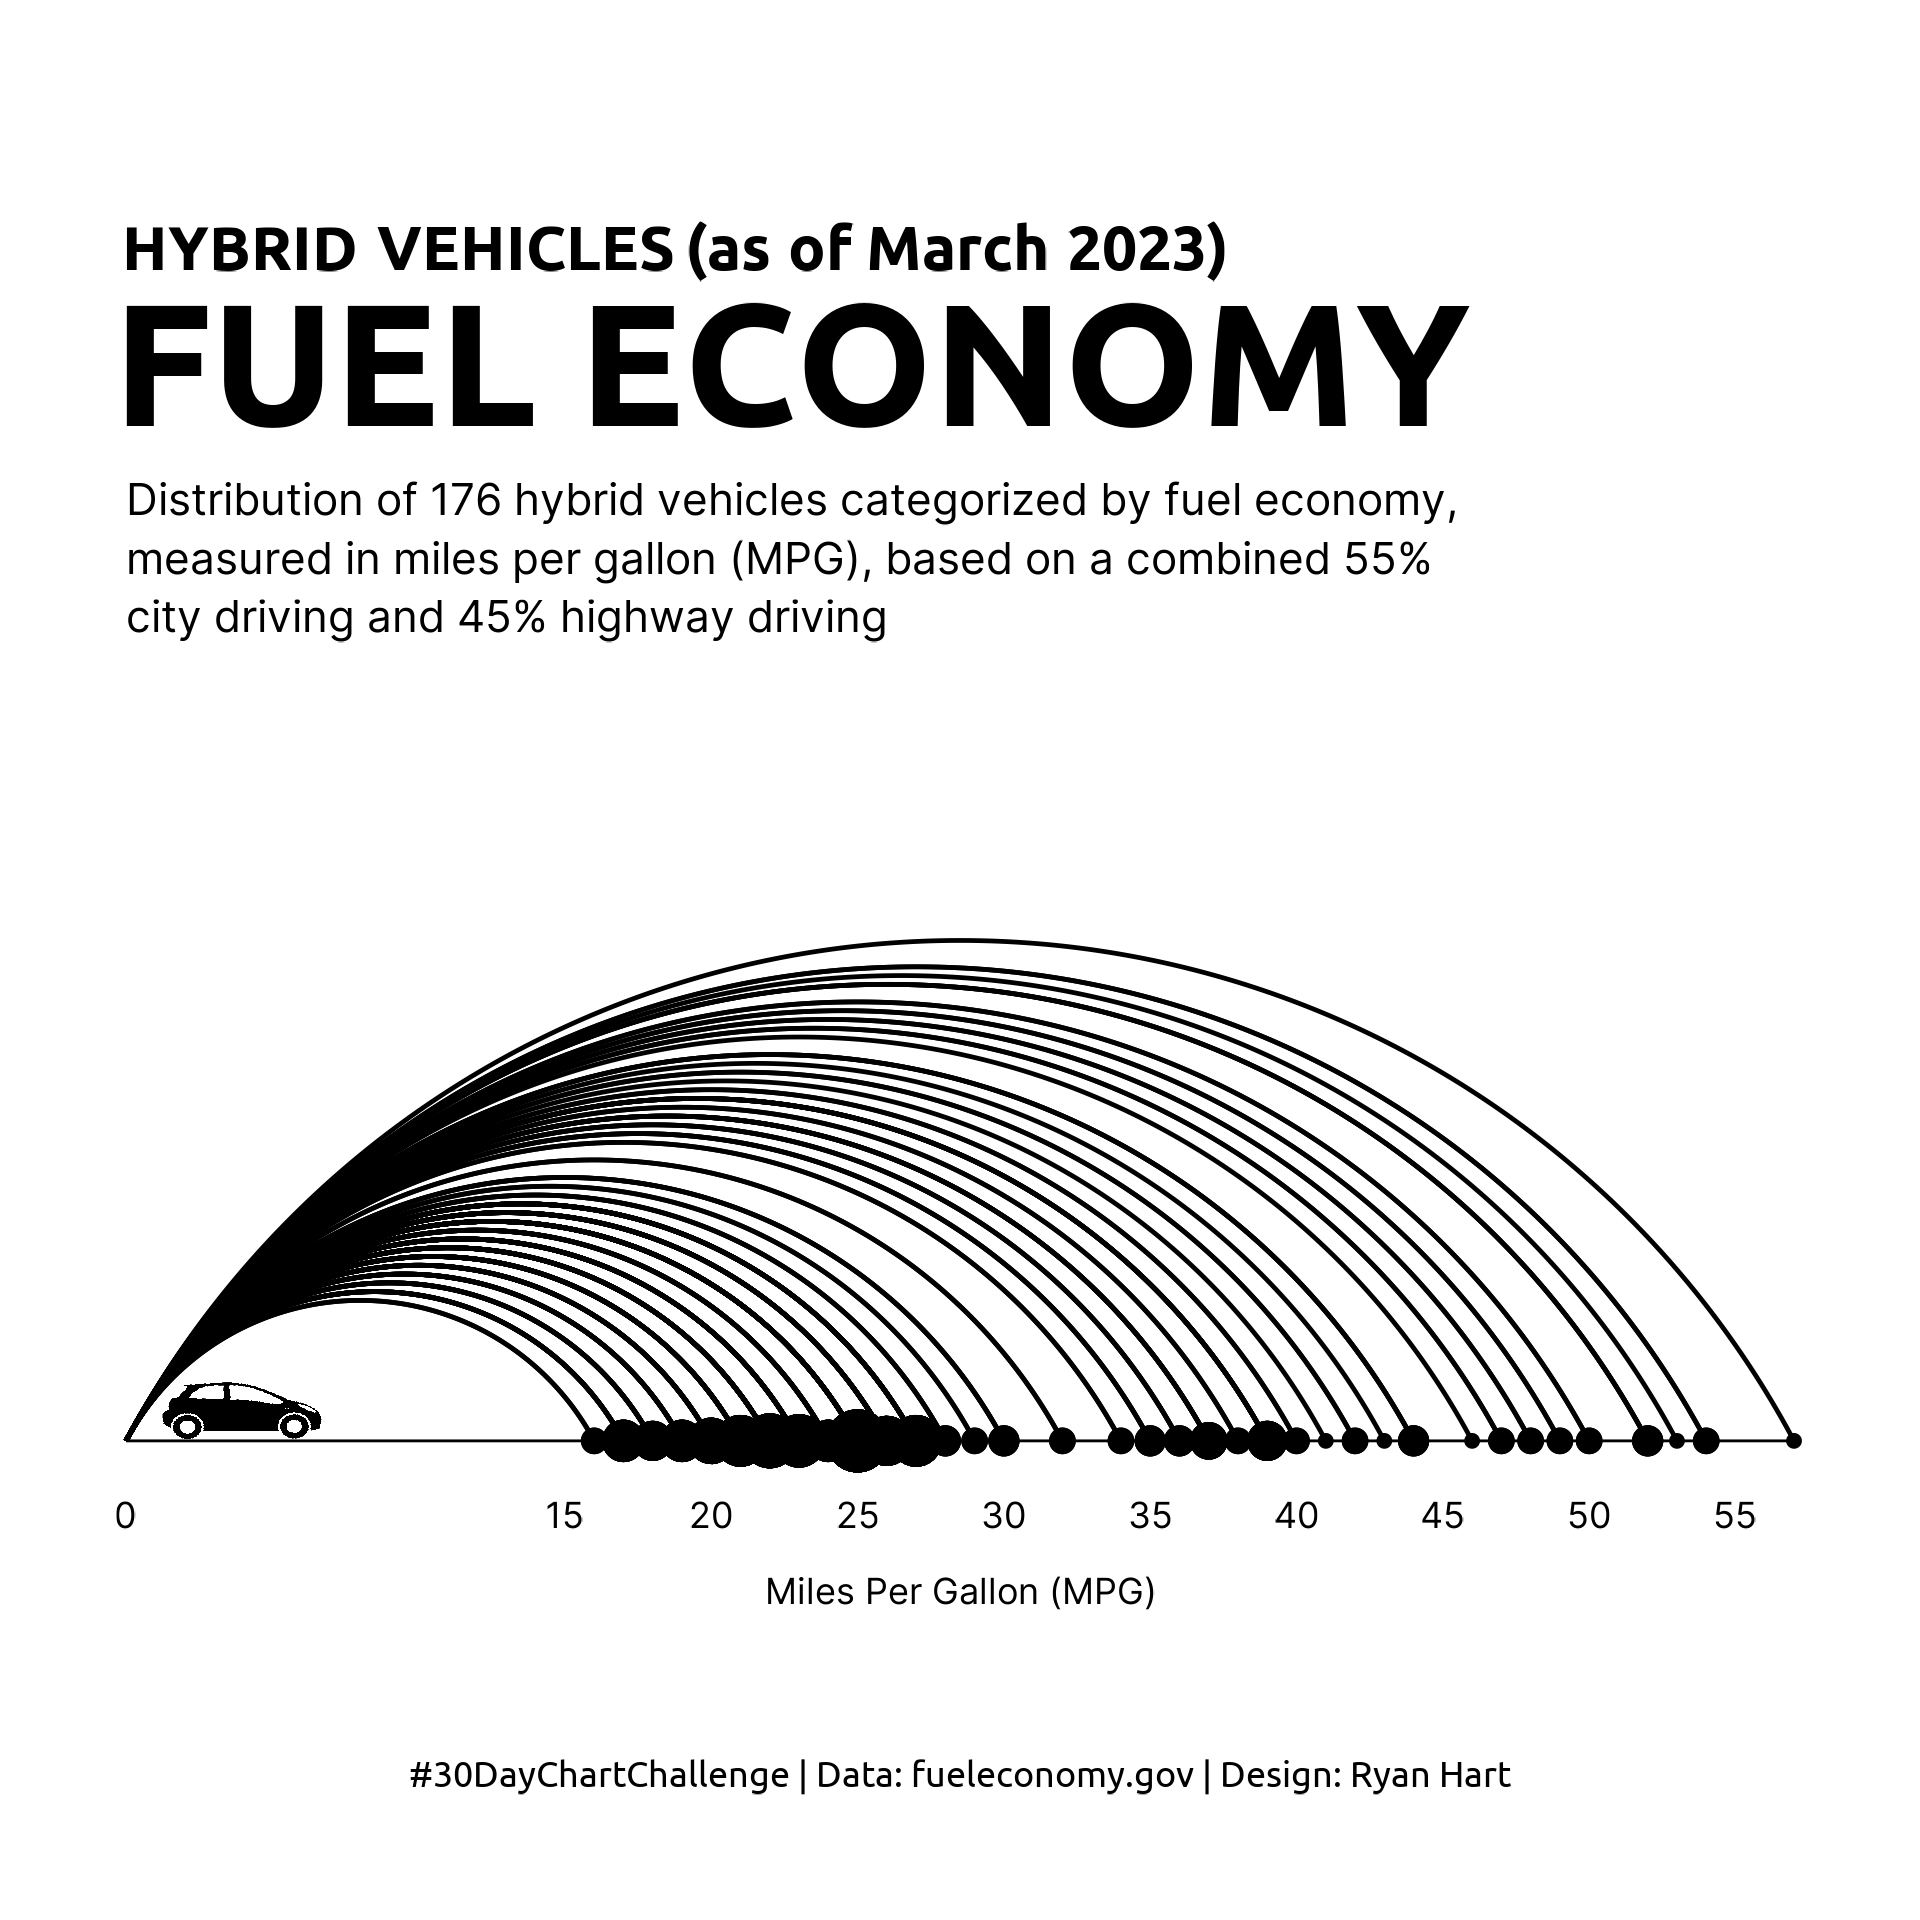 HYBRID VEHICLES (as of March 2023)
FUEL ECONOMY
Distribution of 176 hybrid vehicles categorized by fuel economy,
measured in miles per gallon (MPG), based on a combined 55%
city driving and 45% highway driving
0 15 20 25 30 35 40 45 50 55
Miles Per Gallon (MPG)
#30DayChartChallenge | Data: fueleconomy.gov | Design: Ryan Hart